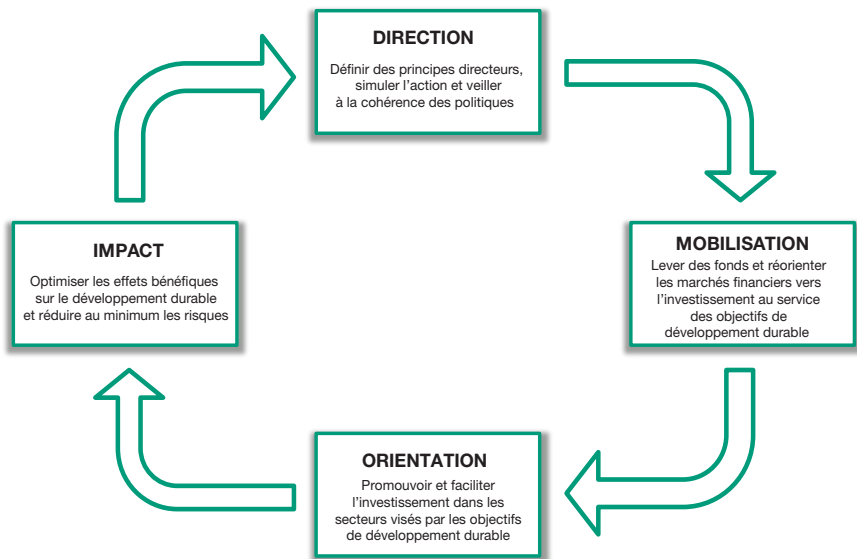 DIRECTION
Définir des principes directeurs,
simuler l'action et veiller
à la cohérence des politiques
IMPACT
Optimiser les effets bénéfiques
sur le développement durable
et réduire au minimum les risques
MOBILISATION
Lever des fonds et réorienter
les marchés financiers vers
l'investissement au service
des objectifs de
développement durable
ORIENTATION
Promouvoir et faciliter
l'investissement dans les
secteurs visés par les objectifs
de développement durable